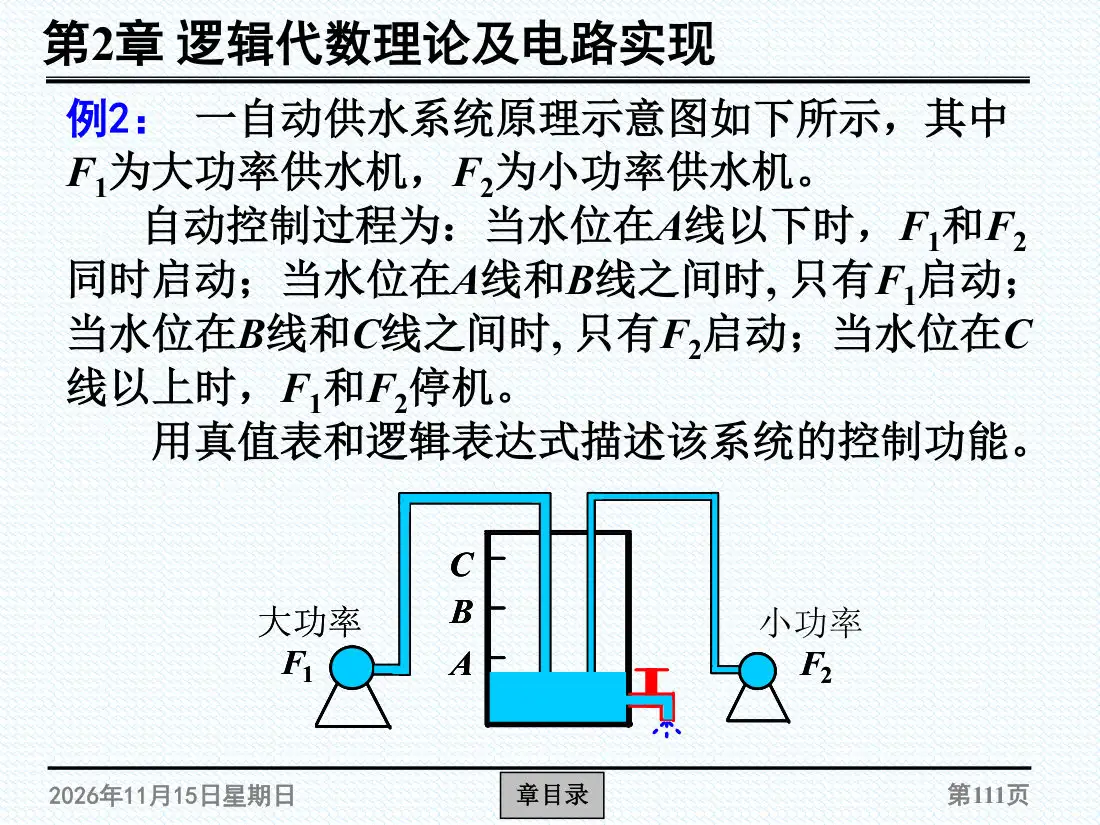 第2章 逻辑代数理论及电路实现
例2： 一自动供水系统原理示意图如下所示，其中
F1为大功率供水机，F2为小功率供水机。
自动控制过程为：当水位在A线以下时，F1和F2
同时启动；当水位在A线和B线之间时, 只有F1启动；
当水位在B线和C线之间时, 只有F2启动；当水位在C
线以上时，F1和F2停机。
用真值表和逻辑表达式描述该系统的控制功能。
C
B
A
大功率
F1
小功率
F2
2026年11月15日星期日
章目录
第111页